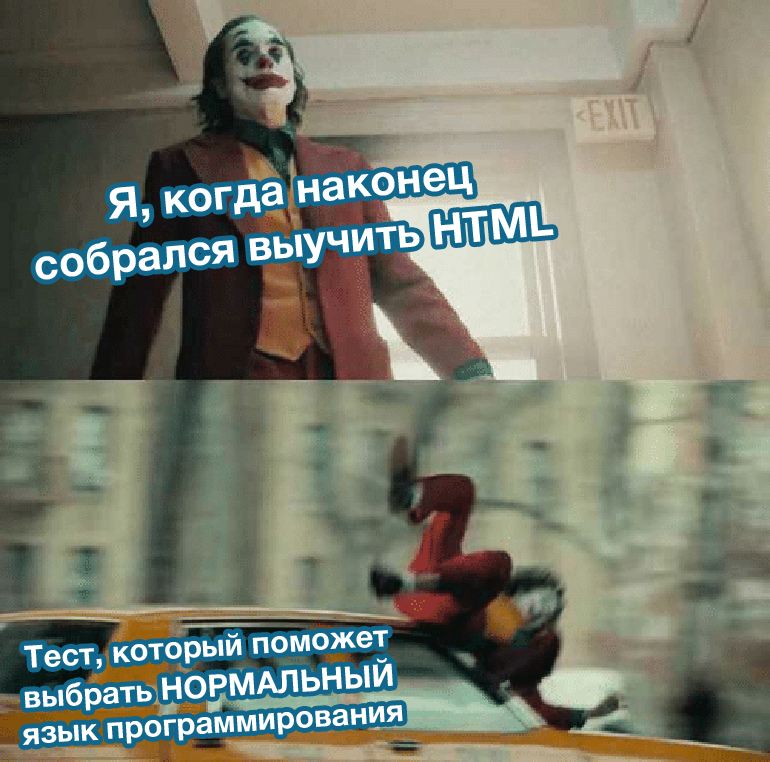 <EXIT
Я, когда наконец
собрался выучить HTML
Тест, который поможет
выбрать НОРМАЛЬНЫЙ
язык программирования